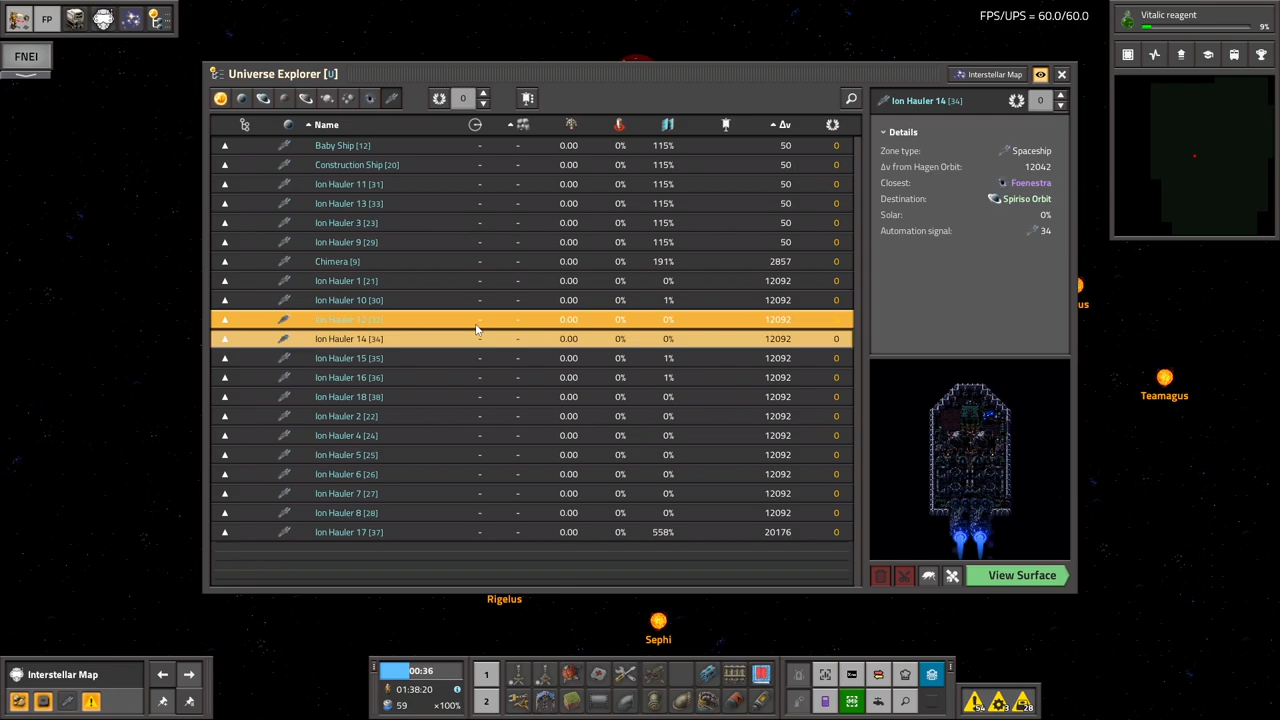 FP
FPS/UPS = 60.0/60.0
Vitalic reagent
9%
FNEI
Universe Explorer [U]
Interstellar Map
0
Ion Hauler 14 [34]
0
Name
Δv
Details
Zone type: Spaceship
Δv from Hagen Orbit: 12042
Closest: Foenestra
Destination: Spiriso Orbit
Solar: 0%
Automation signal: 34
Baby Ship [12] - - 0.00 0% 115% 50 0
Construction Ship [20] - - 0.00 0% 115% 50 0
Ion Hauler 11 [31] - - 0.00 0% 115% 50 0
Ion Hauler 13 [33] - - 0.00 0% 115% 50 0
Ion Hauler 3 [23] - - 0.00 0% 115% 50 0
Ion Hauler 9 [29] - - 0.00 0% 115% 50 0
Chimera [9] - - 0.00 0% 191% 2857 0
Ion Hauler 1 [21] - - 0.00 0% 0% 12092 0
Ion Hauler 10 [30] - - 0.00 0% 1% 12092 0
Ion Hauler 12 [32] - - 0.00 0% 0% 12092
Ion Hauler 14 [34] - - 0.00 0% 0% 12092 0
Ion Hauler 15 [35] - - 0.00 0% 1% 12092 0
Ion Hauler 16 [36] - - 0.00 0% 1% 12092 0
Ion Hauler 18 [38] - - 0.00 0% 0% 12092 0
Ion Hauler 2 [22] - - 0.00 0% 0% 12092 0
Ion Hauler 4 [24] - - 0.00 0% 0% 12092 0
Ion Hauler 5 [25] - - 0.00 0% 0% 12092 0
Ion Hauler 6 [26] - - 0.00 0% 0% 12092 0
Ion Hauler 7 [27] - - 0.00 0% 0% 12092 0
Ion Hauler 8 [28] - - 0.00 0% 0% 12092 0
Ion Hauler 17 [37] - - 0.00 0% 558% 20176 0
View Surface
us
Teamagus
Rigelus
Sephi
Interstellar Map
00:36
01:38:20
59 ×100%
1
2
54
3
28